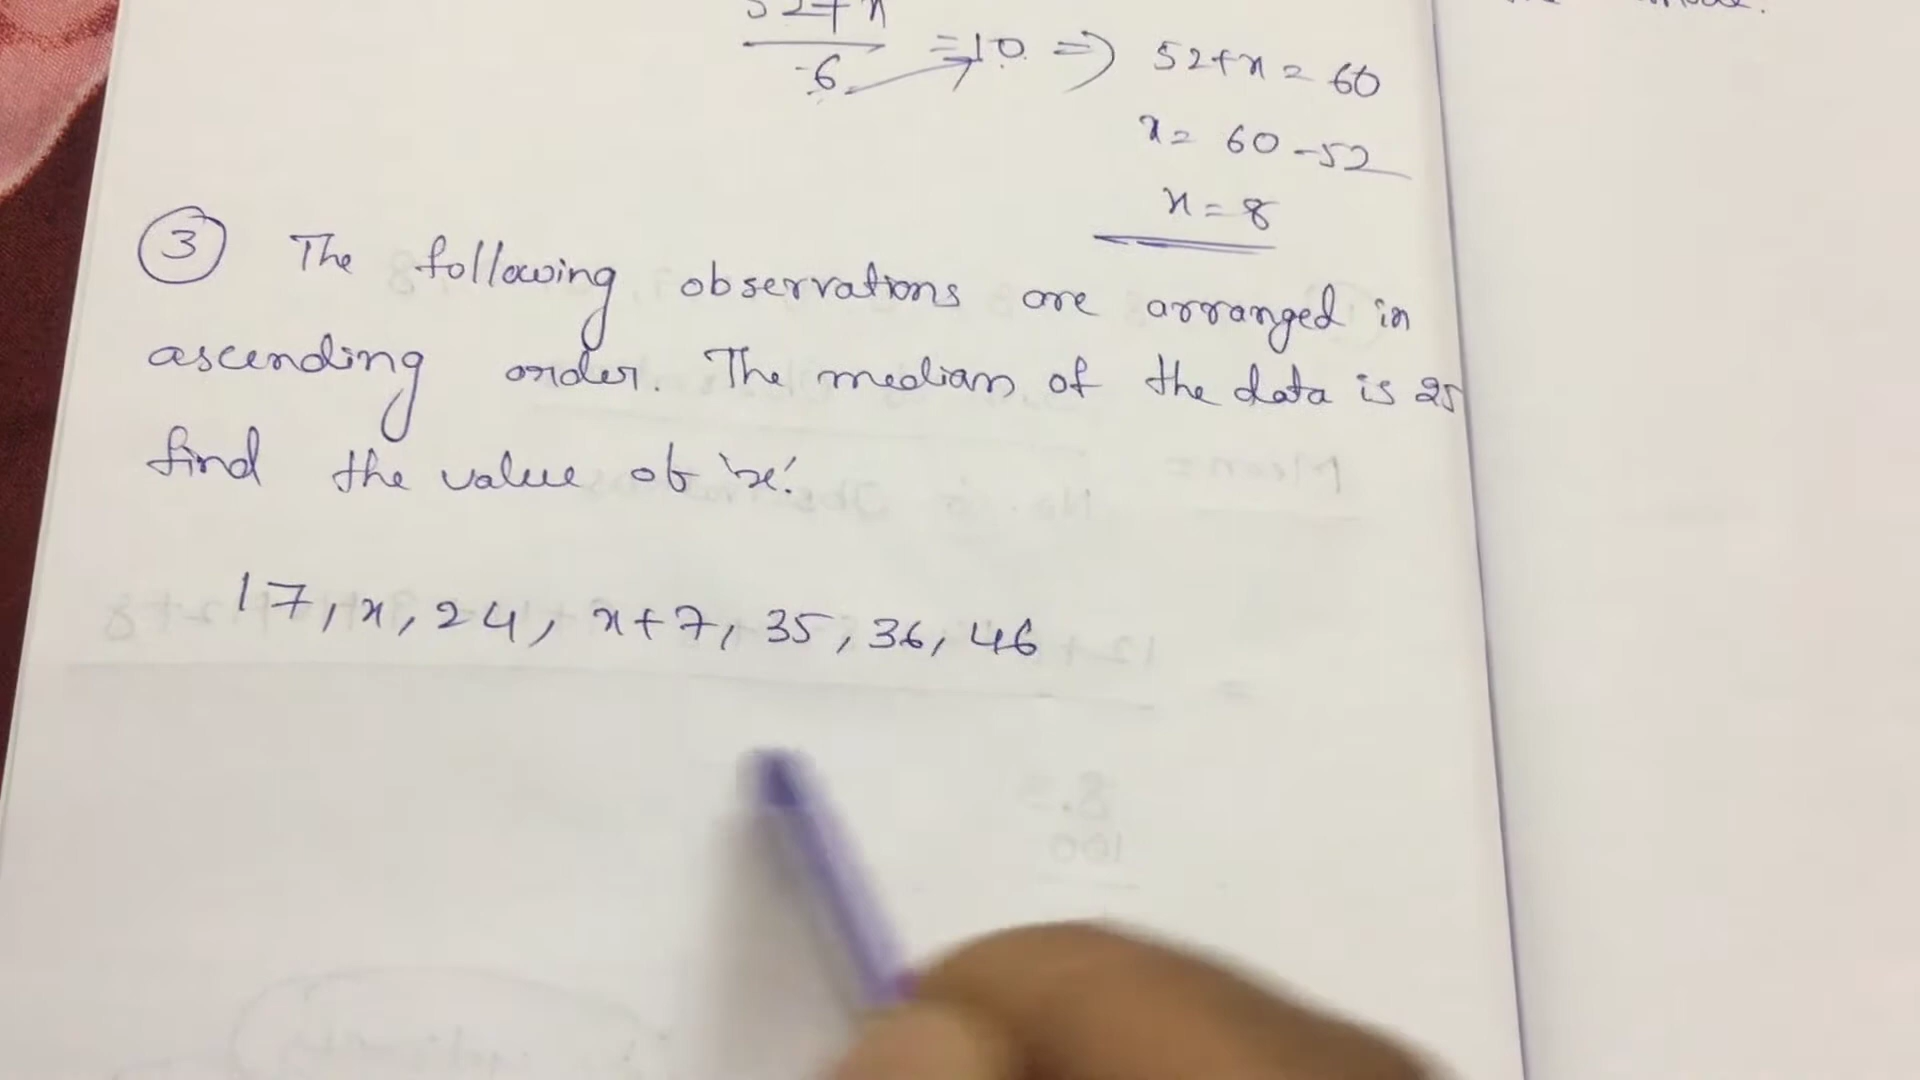 52+x
6 =10 ⇒ 52+x = 60
x = 60-52
x = 8
3 The following observations are arranged in
ascending order. The median of the data is 25
find the value of 'x'.
17, x, 24, x+7, 35, 36, 46